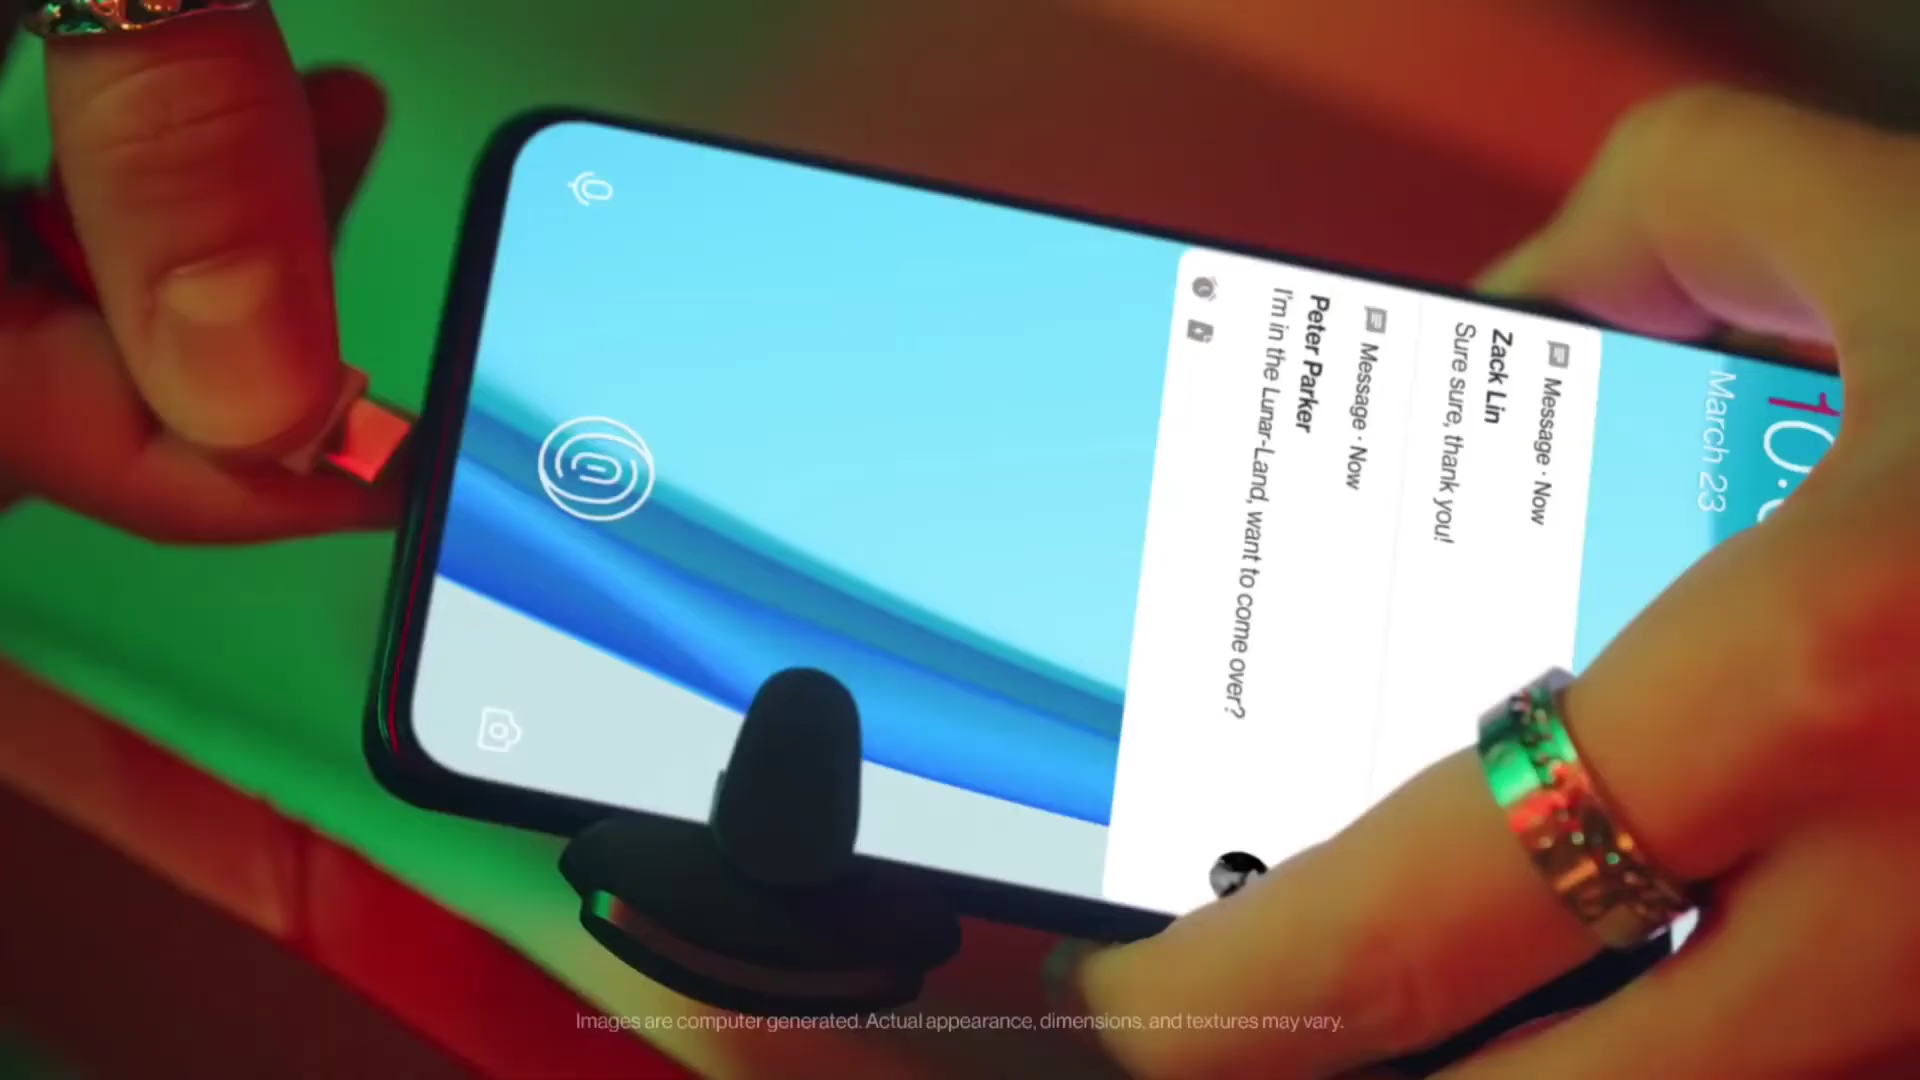 March 23
Message · Now
Zack Lin
Sure sure, thank you!
Message · Now
Peter Parker
I'm in the Lunar-Land, want to come over?
Images are computer generated. Actual appearance, dimensions, and textures may vary.